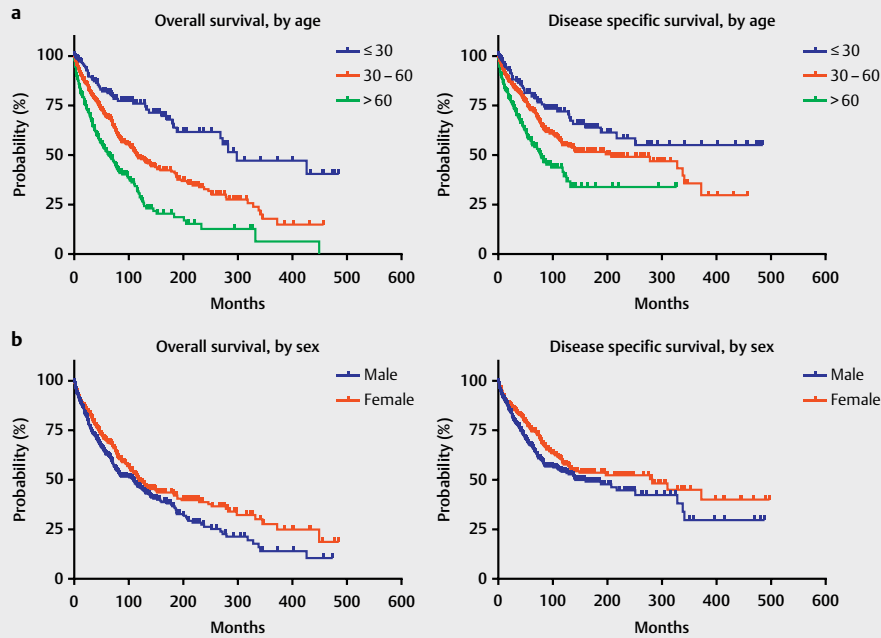 a
Overall survival, by age
Disease specific survival, by age
100
75
50
25
0
Probability (%)
≤ 30
30 – 60
> 60
0 100 200 300 400 500 600
Months
100
75
50
25
0
Probability (%)
≤ 30
30 – 60
> 60
0 100 200 300 400 500 600
Months
b
Overall survival, by sex
Disease specific survival, by sex
100
75
50
25
0
Probability (%)
Male
Female
0 100 200 300 400 500 600
Months
100
75
50
25
0
Probability (%)
Male
Female
0 100 200 300 400 500 600
Months